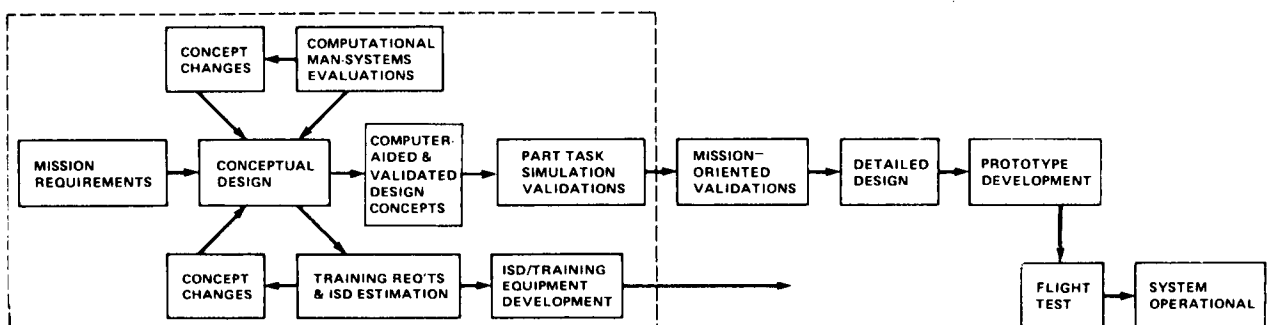 CONCEPT
CHANGES
COMPUTATIONAL
MAN-SYSTEMS
EVALUATIONS
MISSION
REQUIREMENTS
CONCEPTUAL
DESIGN
COMPUTER-
AIDED &
VALIDATED
DESIGN
CONCEPTS
PART TASK
SIMULATION
VALIDATIONS
MISSION—
ORIENTED
VALIDATIONS
DETAILED
DESIGN
PROTOTYPE
DEVELOPMENT
CONCEPT
CHANGES
TRAINING REQ'TS
& ISD ESTIMATION
ISD/TRAINING
EQUIPMENT
DEVELOPMENT
FLIGHT
TEST
SYSTEM
OPERATIONAL